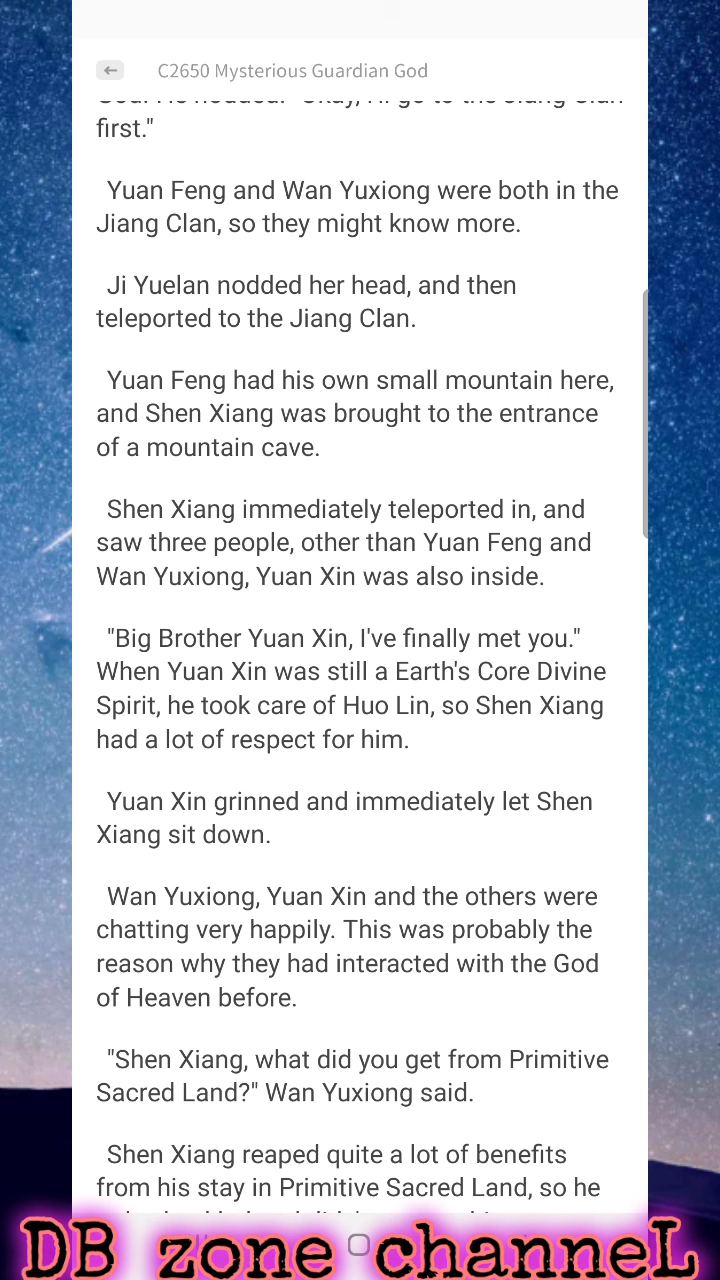 C2650 Mysterious Guardian God
first."
Yuan Feng and Wan Yuxiong were both in the
Jiang Clan, so they might know more.
Ji Yuelan nodded her head, and then
teleported to the Jiang Clan.
Yuan Feng had his own small mountain here,
and Shen Xiang was brought to the entrance
of a mountain cave.
Shen Xiang immediately teleported in, and
saw three people, other than Yuan Feng and
Wan Yuxiong, Yuan Xin was also inside.
"Big Brother Yuan Xin, I've finally met you."
When Yuan Xin was still a Earth's Core Divine
Spirit, he took care of Huo Lin, so Shen Xiang
had a lot of respect for him.
Yuan Xin grinned and immediately let Shen
Xiang sit down.
Wan Yuxiong, Yuan Xin and the others were
chatting very happily. This was probably the
reason why they had interacted with the God
of Heaven before.
"Shen Xiang, what did you get from Primitive
Sacred Land?" Wan Yuxiong said.
Shen Xiang reaped quite a lot of benefits
from his stay in Primitive Sacred Land, so he
DB zone channeL